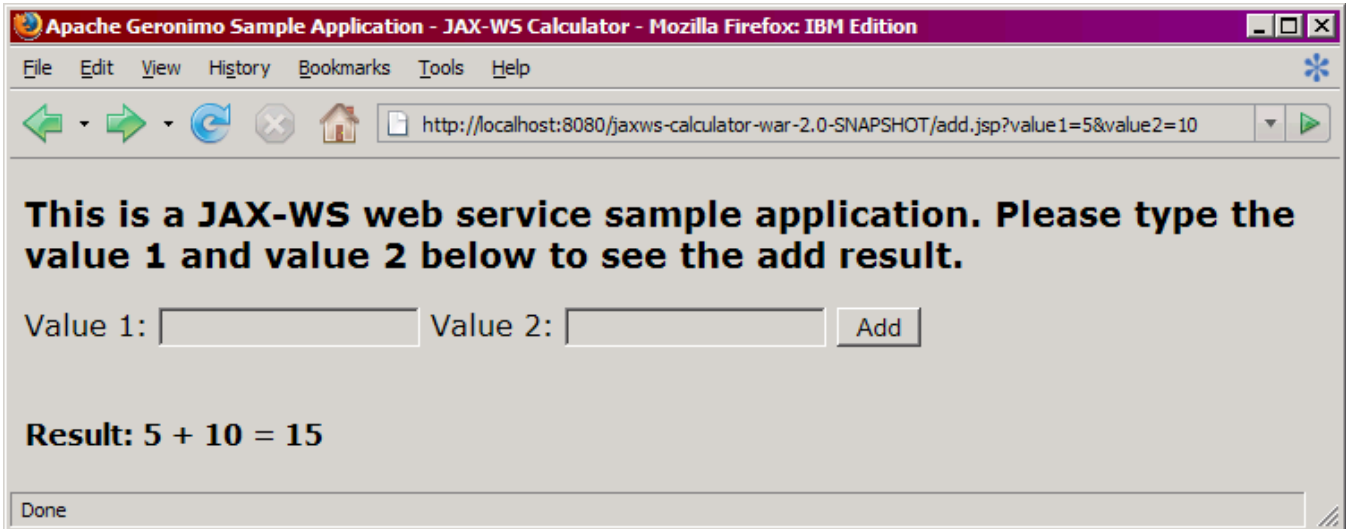 Apache Geronimo Sample Application - JAX-WS Calculator - Mozilla Firefox: IBM Edition
File Edit View History Bookmarks Tools Help
http://localhost:8080/jaxws-calculator-war-2.0-SNAPSHOT/add.jsp?value1=5&value2=10
This is a JAX-WS web service sample application. Please type the
value 1 and value 2 below to see the add result.
Value 1: Value 2: Add
Result: 5 + 10 = 15
Done